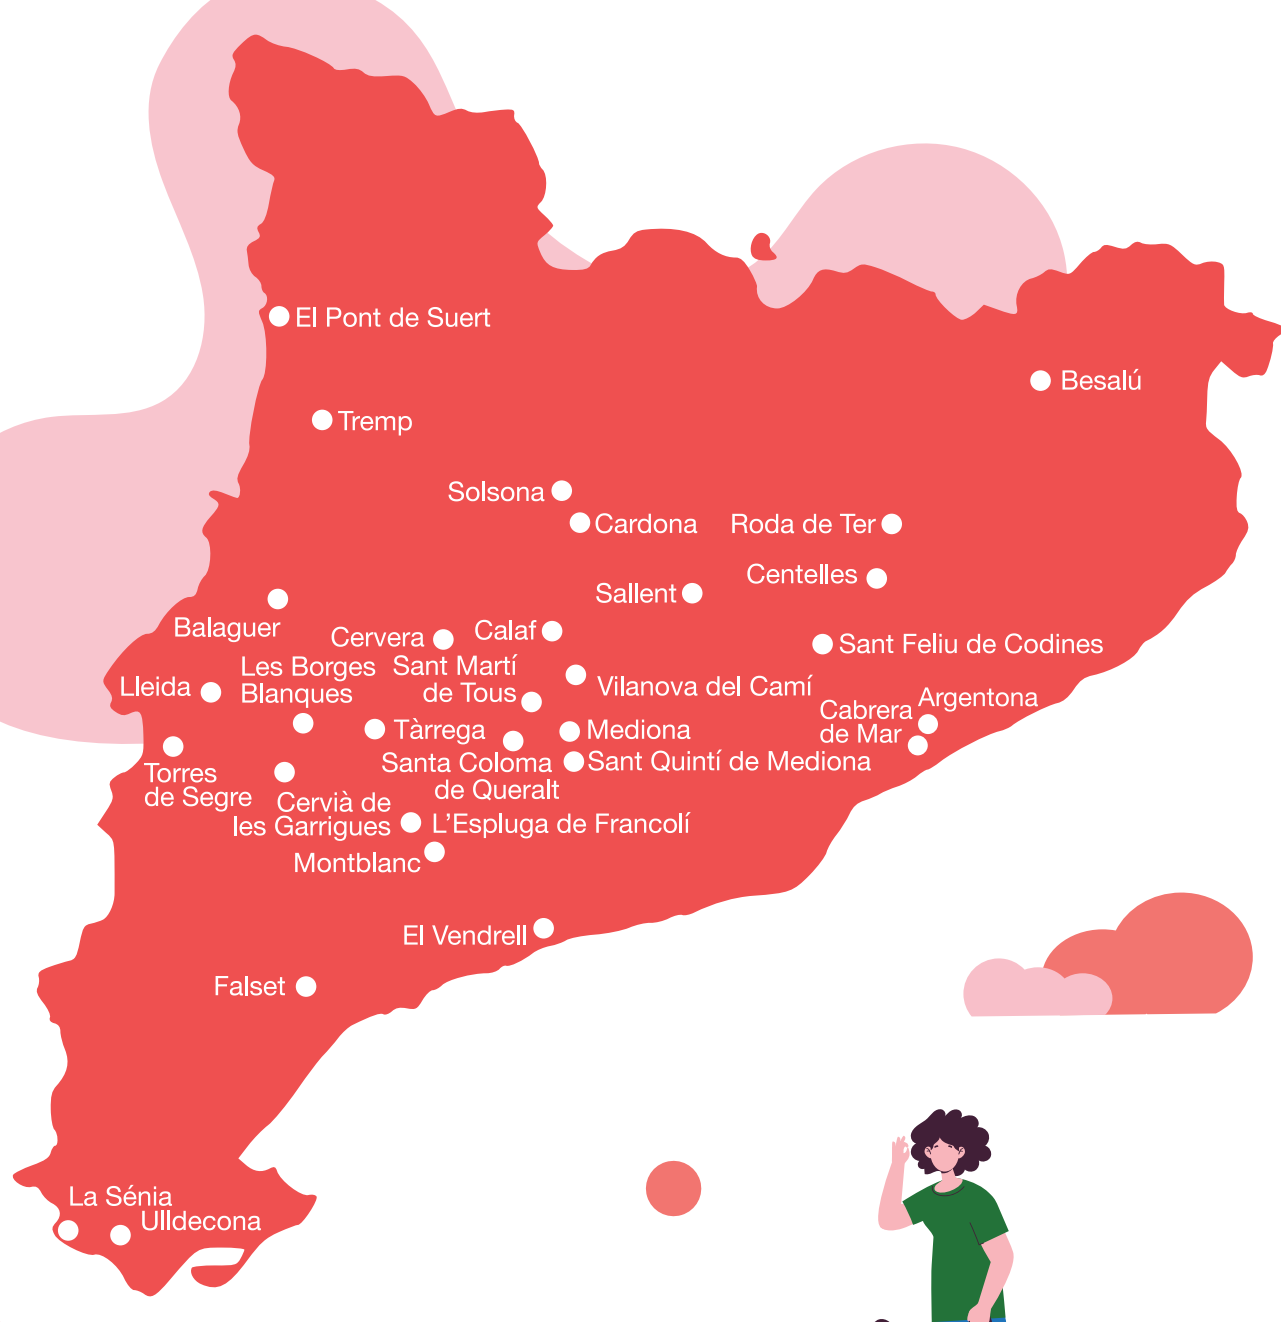 El Pont de Suert
Besalú
Tremp
Solsona
Cardona
Roda de Ter
Centelles
Sallent
Balaguer
Cervera
Calaf
Sant Feliu de Codines
Les Borges
Blanques
Sant Martí
de Tous
Lleida
Vilanova del Camí
Argentona
Cabrera
de Mar
Tàrrega
Mediona
Santa Coloma
de Queralt
Sant Quintí de Mediona
Torres
de Segre
Cervià de
les Garrigues
L'Espluga de Francolí
Montblanc
El Vendrell
Falset
La Sénia
Ulldecona